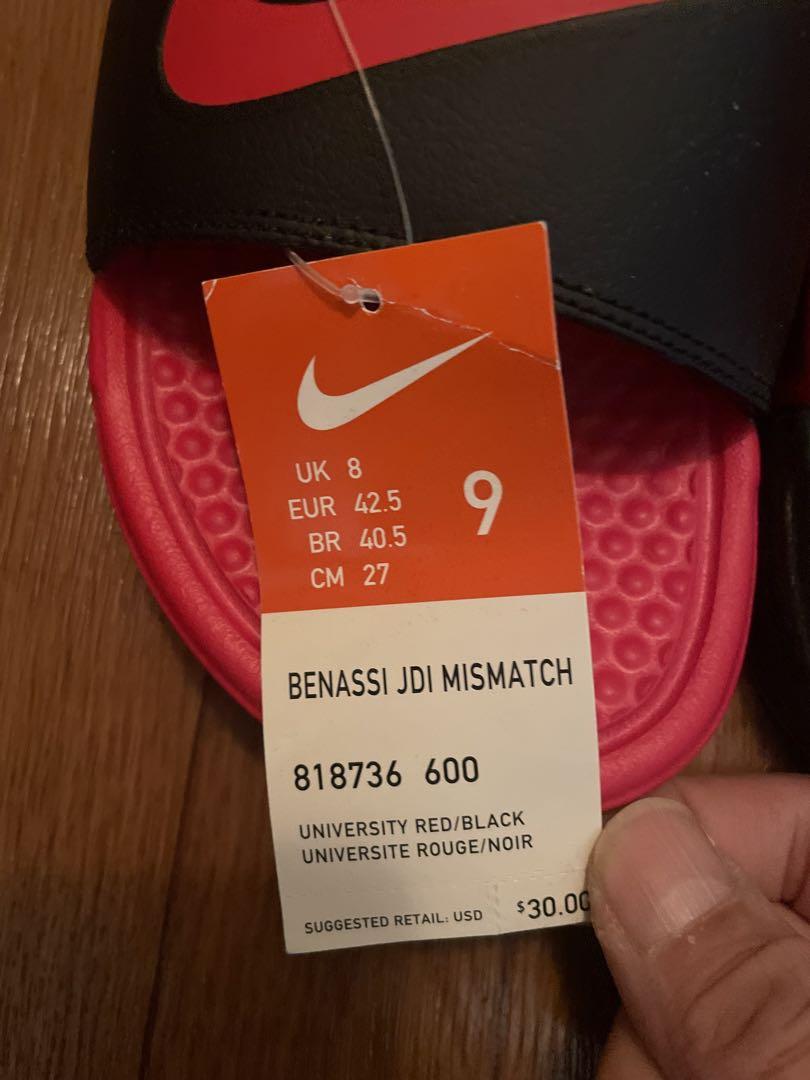 UK 8
EUR 42.5
BR 40.5
CM 27
9
BENASSI JDI MISMATCH
818736 600
UNIVERSITY RED/BLACK
UNIVERSITE ROUGE/NOIR
SUGGESTED RETAIL: USD $30.00